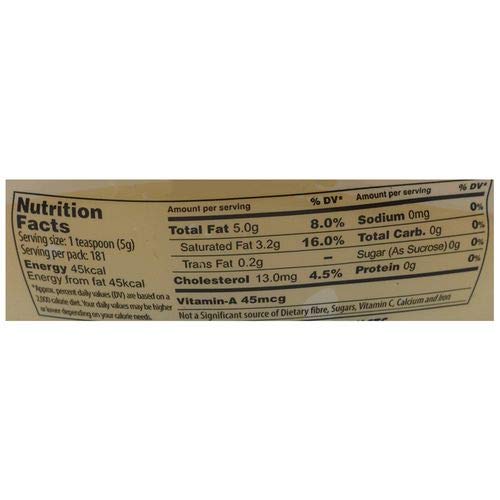 Nutrition
Facts
Serving size: 1 teaspoon (5g)
Serving per pack: 181
Energy 45kcal
Energy from fat 45kcal
*Approx. percent daily values (DV) are based on a
2,000 calorie diet. Your daily values may be higher
or lower depending on your calorie needs.
Amount per serving % DV*
Total Fat 5.0g 8.0%
Saturated Fat 3.2g 16.0%
Trans Fat 0.2g –
Cholesterol 13.0mg 4.5%
Vitamin-A 45mcg
Not a Significant source of Dietary fibre, Sugars, Vitamin C, Calcium and Iron
Amount per serving % DV*
Sodium 0mg 0%
Total Carb. 0g 0%
Sugar (As Sucrose) 0g 0%
Protein 0g 0%